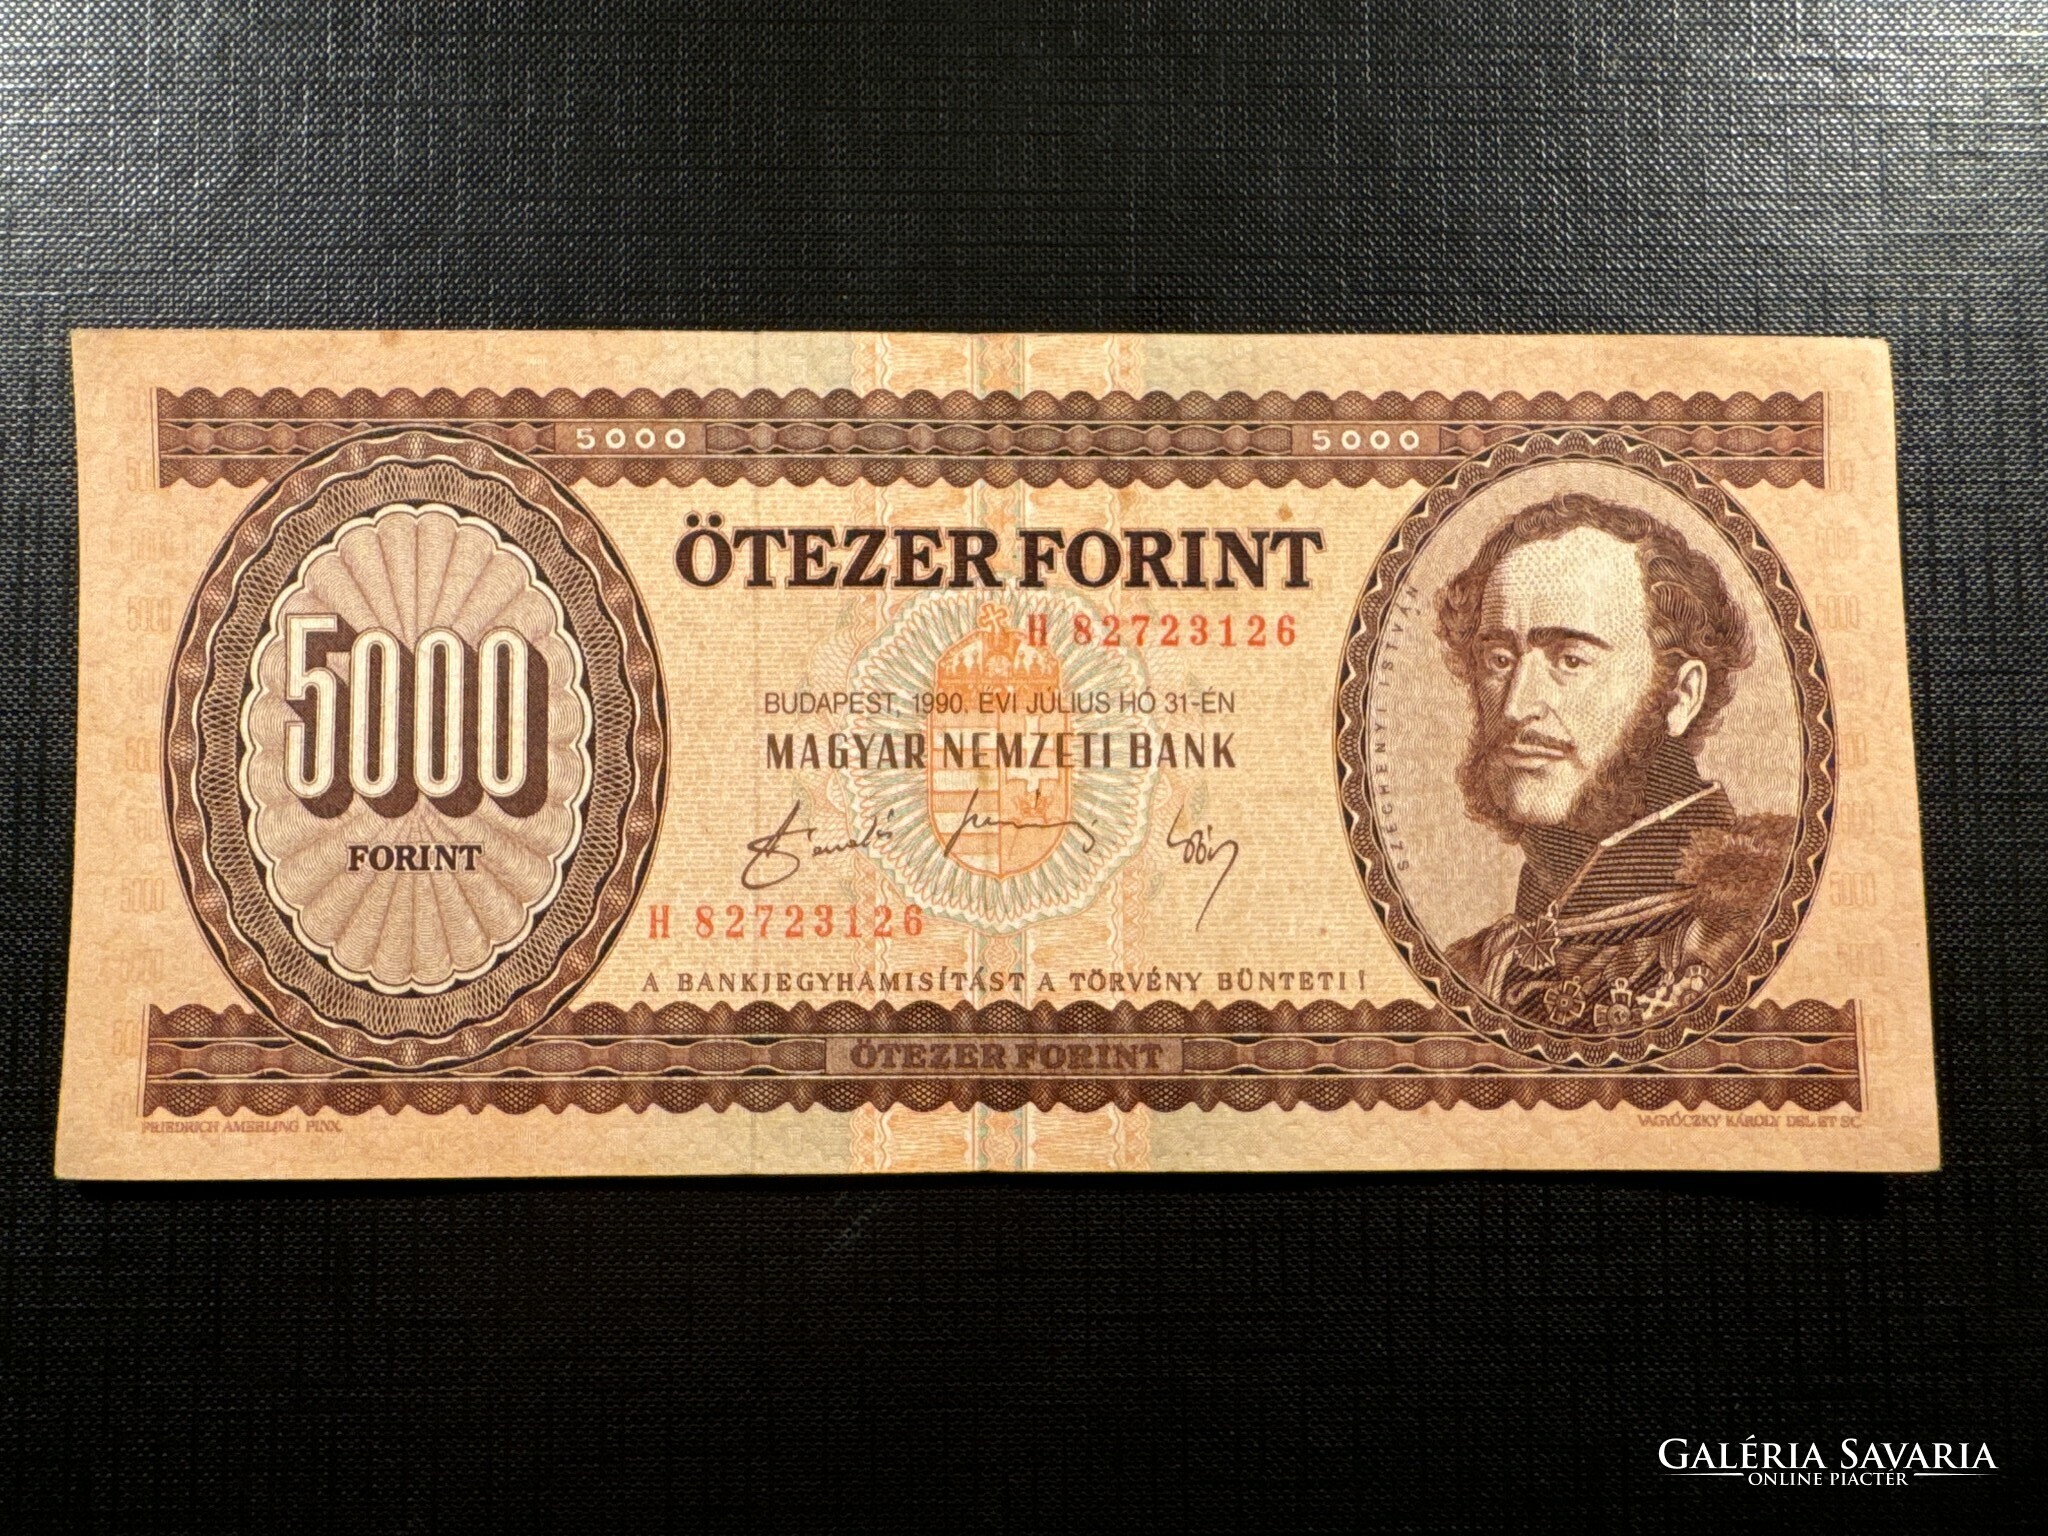 5000 5000
ÖTEZER FORINT
H 82723126
5000
FORINT
BUDAPEST, 1990. ÉVI JÚLIUS HÓ 31-ÉN
MAGYAR NEMZETI BANK
SZÉCHENYI ISTVÁN
H 82723126
A BANKJEGYHAMISÍTÁST A TÖRVÉNY BÜNTETI!
ÖTEZER FORINT
FRIEDRICH AMERLING PINX. VAGYÓCZKY KÁROLY DEL. ET SC.
GALÉRIA SAVARIA
ONLINE PIACTÉR